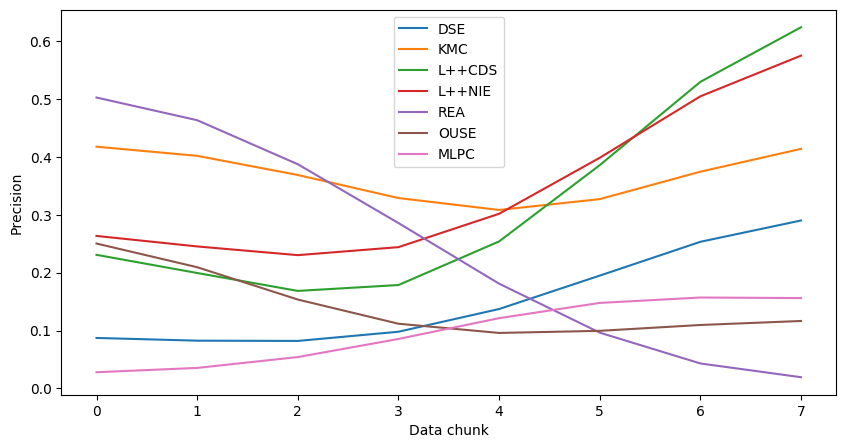 DSE
KMC
L++CDS
L++NIE
REA
OUSE
MLPC
Precision
0.6
0.5
0.4
0.3
0.2
0.1
0.0
0 1 2 3 4 5 6 7
Data chunk